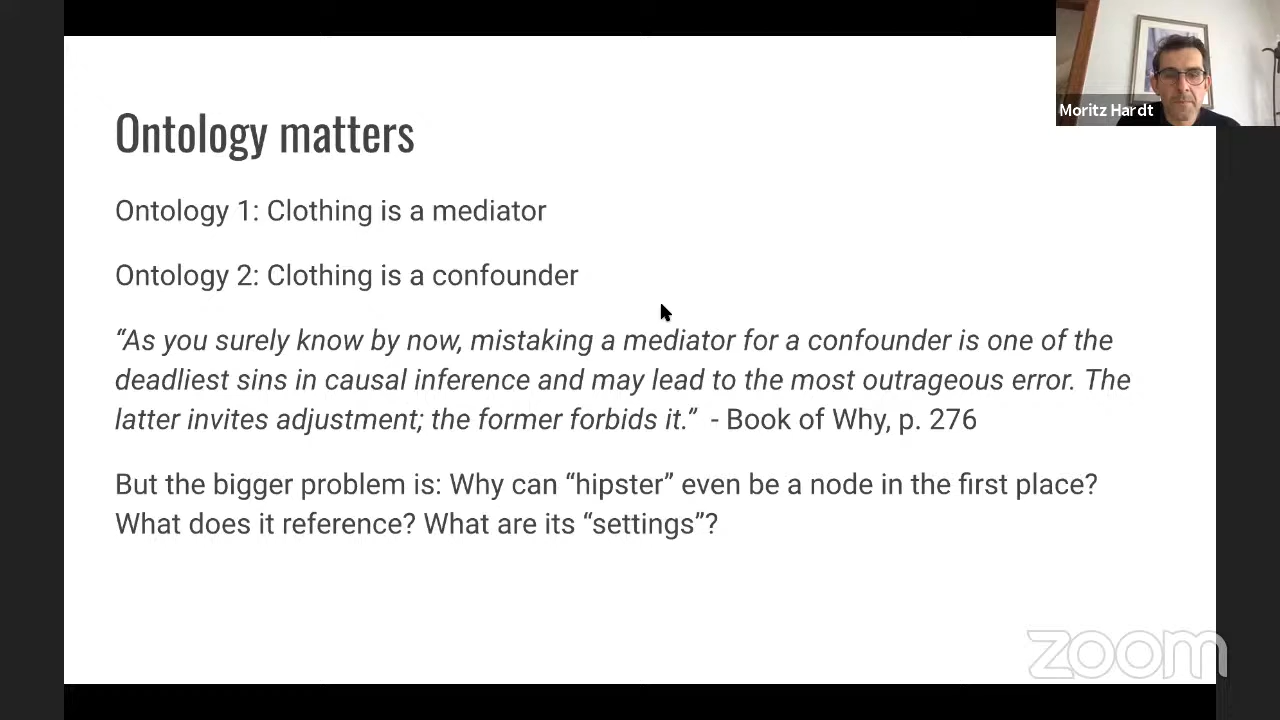 Moritz Hardt
Ontology matters
Ontology 1: Clothing is a mediator
Ontology 2: Clothing is a confounder
“As you surely know by now, mistaking a mediator for a confounder is one of the
deadliest sins in causal inference and may lead to the most outrageous error. The
latter invites adjustment; the former forbids it.”  - Book of Why, p. 276
But the bigger problem is: Why can “hipster” even be a node in the first place?
What does it reference? What are its “settings”?
zoom